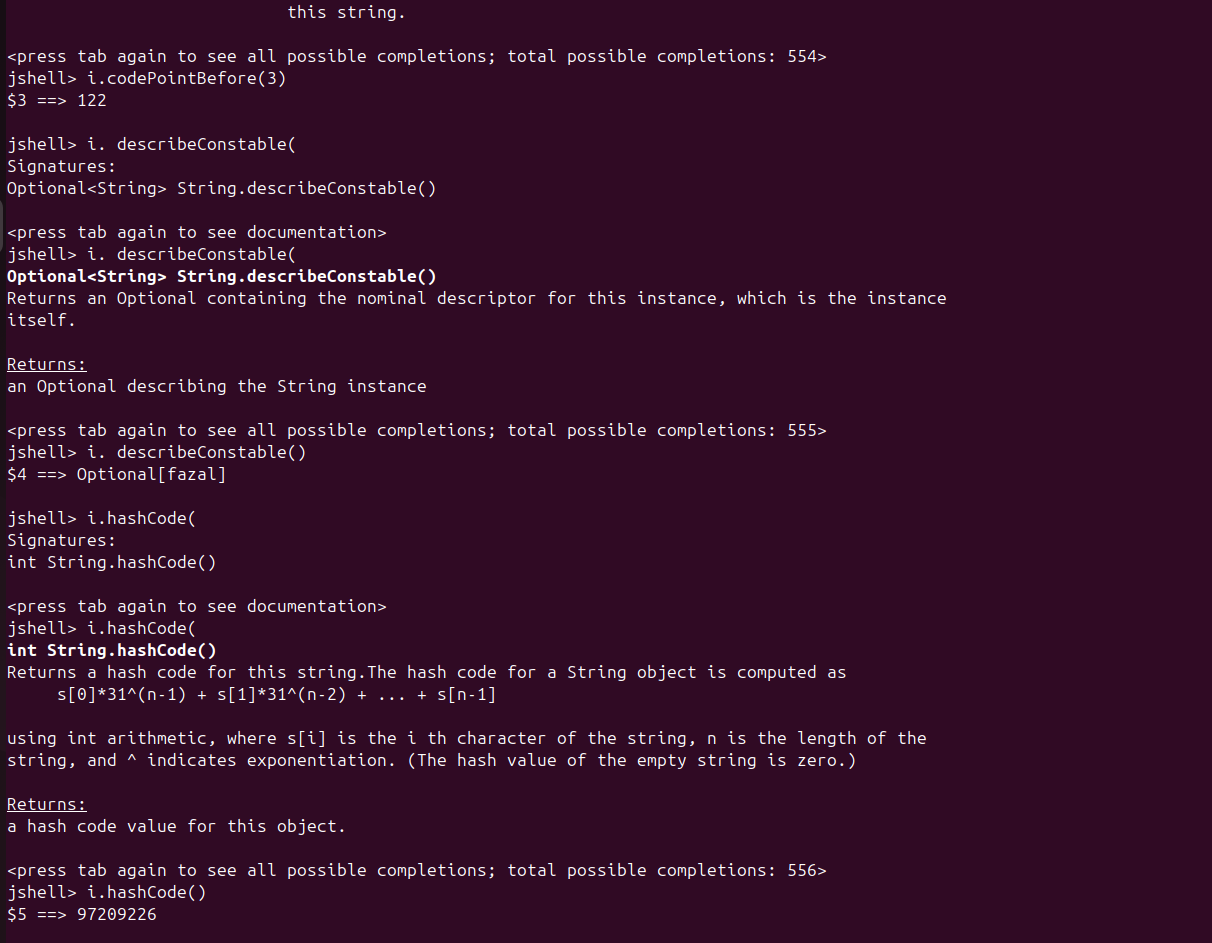 this string.
<press tab again to see all possible completions; total possible completions: 554>
jshell> i.codePointBefore(3)
$3 ==> 122
jshell> i. describeConstable(
Signatures:
Optional<String> String.describeConstable()
<press tab again to see documentation>
jshell> i. describeConstable(
Optional<String> String.describeConstable()
Returns an Optional containing the nominal descriptor for this instance, which is the instance
itself.
Returns:
an Optional describing the String instance
<press tab again to see all possible completions; total possible completions: 555>
jshell> i. describeConstable()
$4 ==> Optional[fazal]
jshell> i.hashCode(
Signatures:
int String.hashCode()
<press tab again to see documentation>
jshell> i.hashCode(
int String.hashCode()
Returns a hash code for this string.The hash code for a String object is computed as
s[0]*31^(n-1) + s[1]*31^(n-2) + ... + s[n-1]
using int arithmetic, where s[i] is the i th character of the string, n is the length of the
string, and ^ indicates exponentiation. (The hash value of the empty string is zero.)
Returns:
a hash code value for this object.
<press tab again to see all possible completions; total possible completions: 556>
jshell> i.hashCode()
$5 ==> 97209226